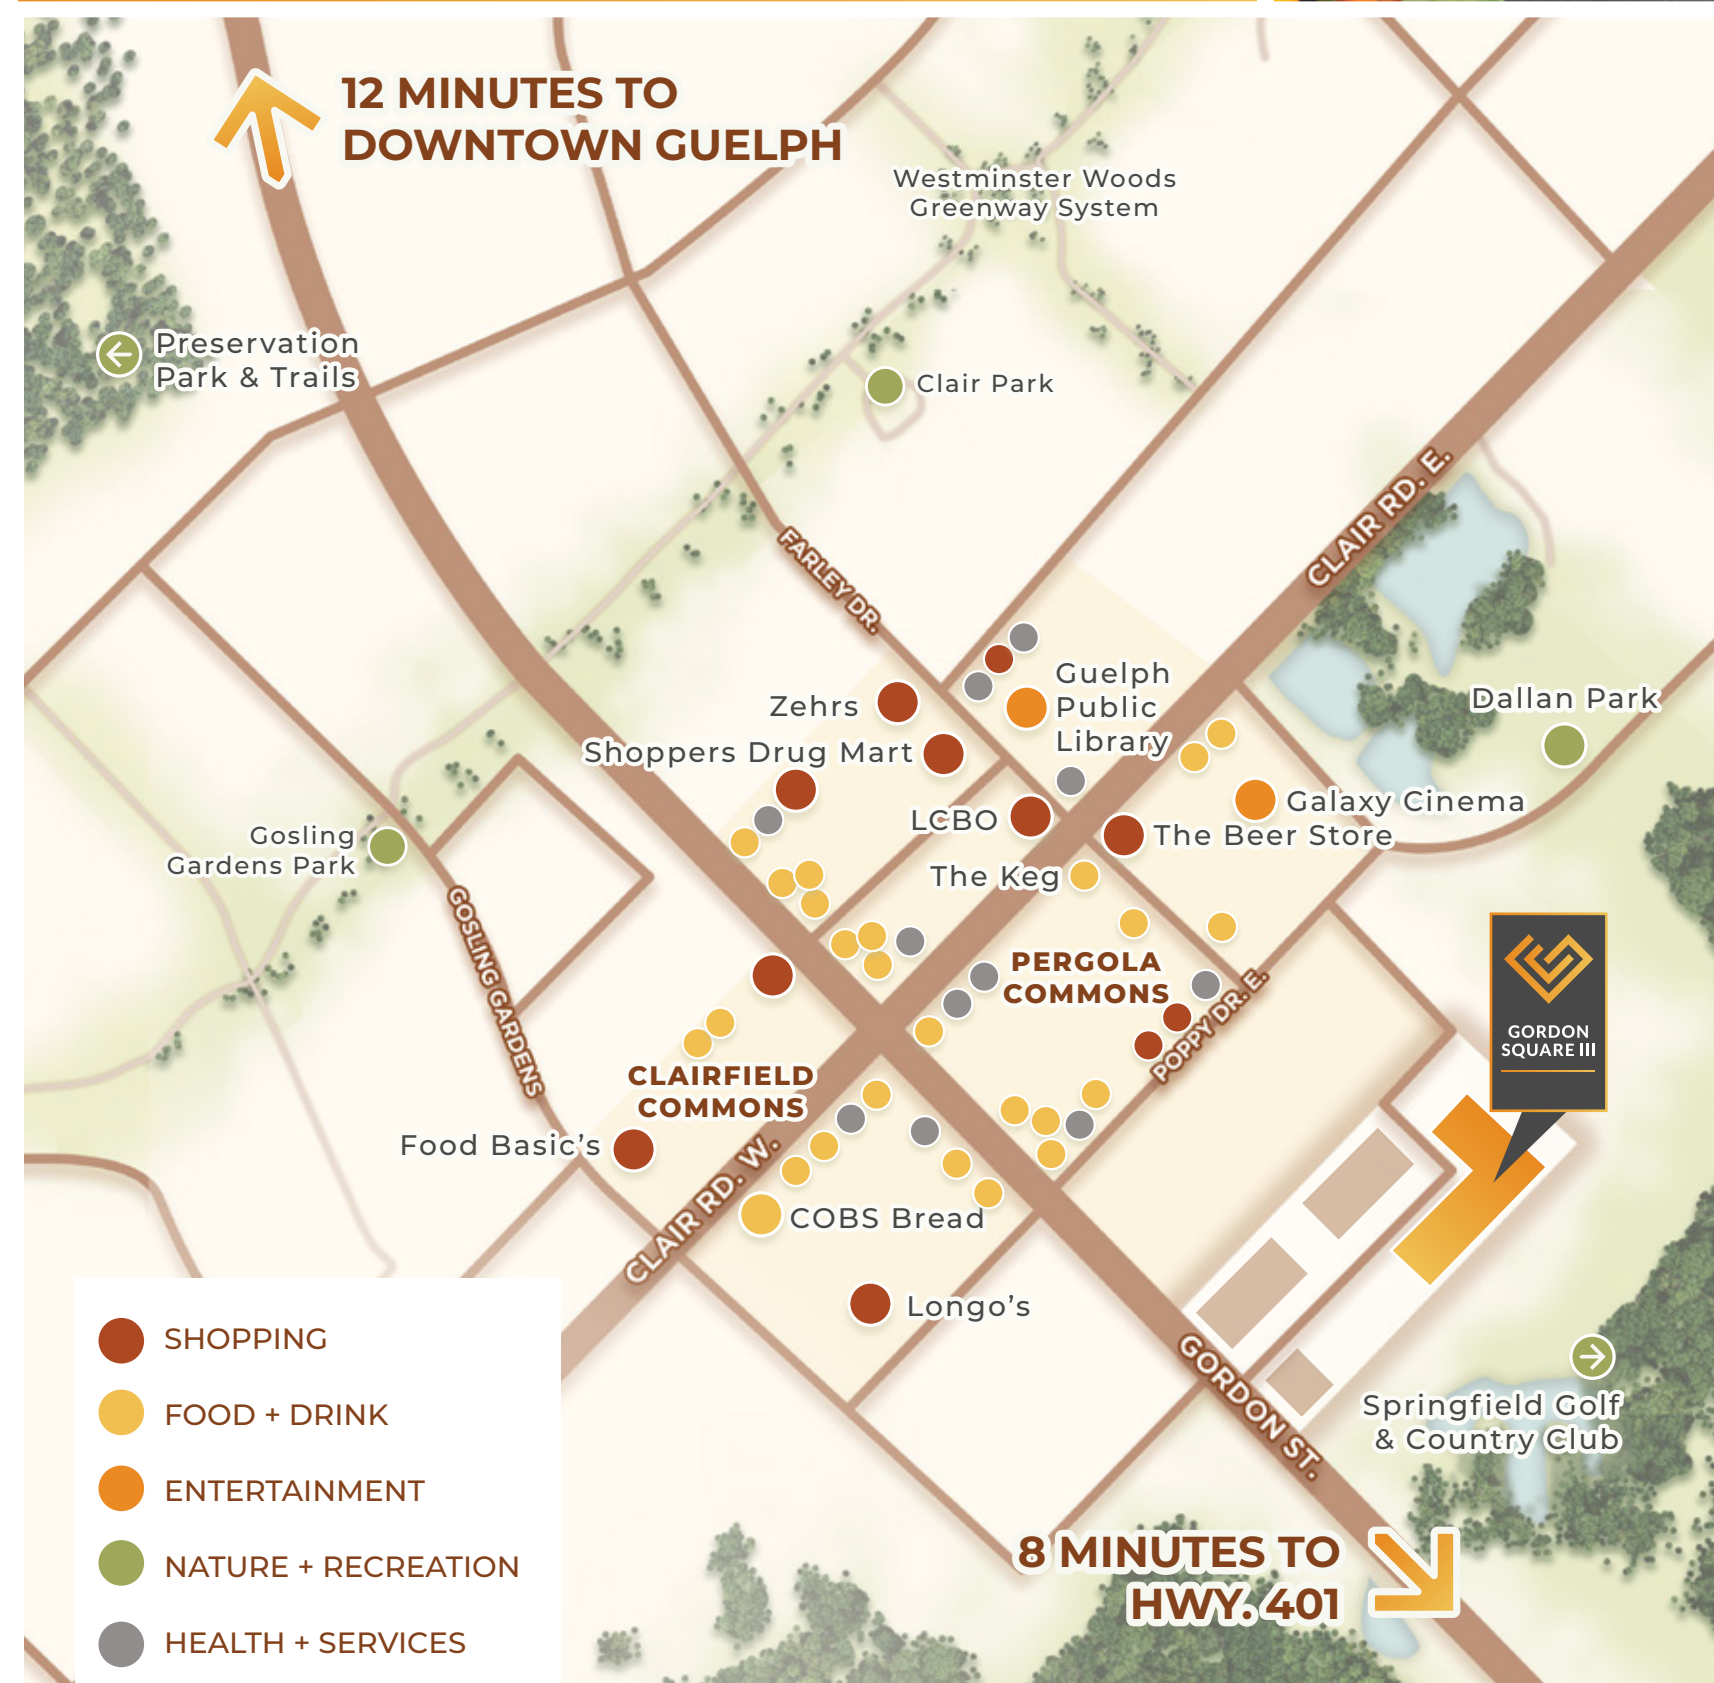 12 MINUTES TO
DOWNTOWN GUELPH
Westminster Woods
Greenway System
Preservation
Park & Trails
Clair Park
CLAIR RD. E.
FARLEY DR.
Guelph
Public
Library
Zehrs
Dallan Park
Shoppers Drug Mart
LCBO
Galaxy Cinema
The Beer Store
Gosling
Gardens Park
The Keg
GOSLING GARDENS
PERGOLA
COMMONS
POPPY DR. E.
GORDON
SQUARE III
CLAIRFIELD
COMMONS
Food Basic's
CLAIR RD. W.
COBS Bread
Longo's
GORDON ST.
Springfield Golf
& Country Club
SHOPPING
FOOD + DRINK
ENTERTAINMENT
NATURE + RECREATION
HEALTH + SERVICES
8 MINUTES TO
HWY. 401